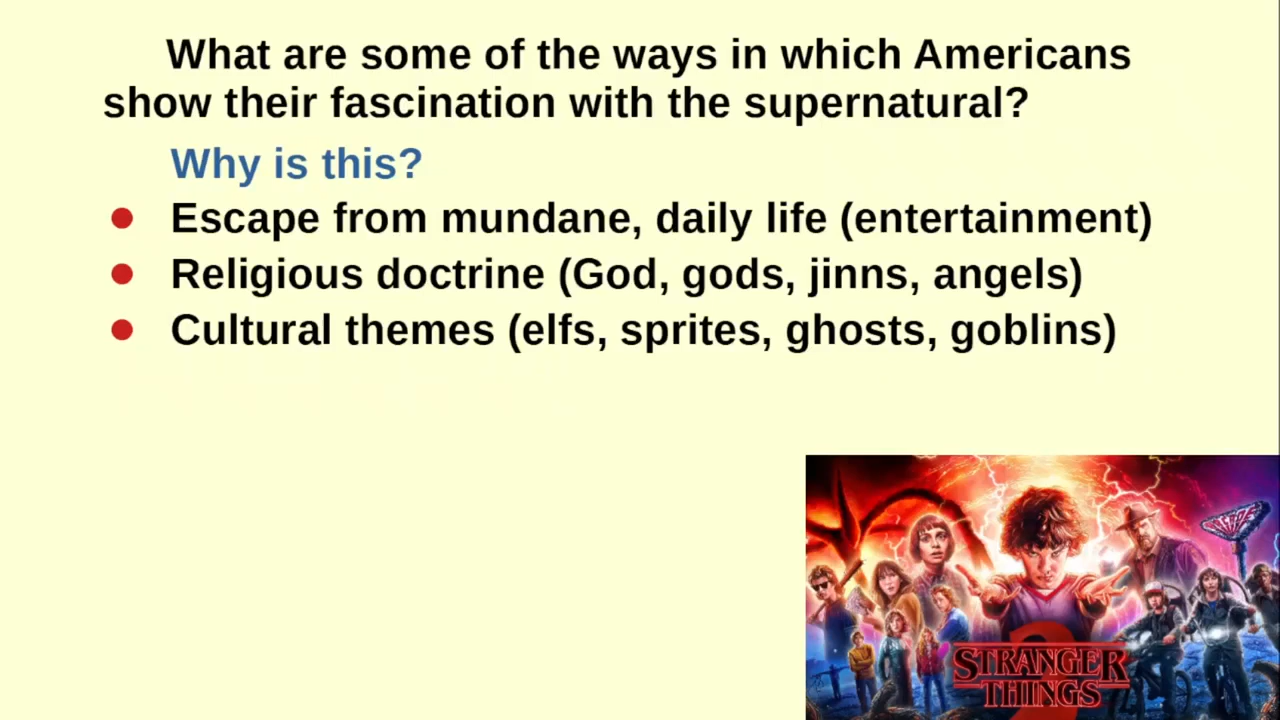 What are some of the ways in which Americans
show their fascination with the supernatural?
Why is this?
Escape from mundane, daily life (entertainment)
Religious doctrine (God, gods, jinns, angels)
Cultural themes (elfs, sprites, ghosts, goblins)
2
STRANGER
THINGS